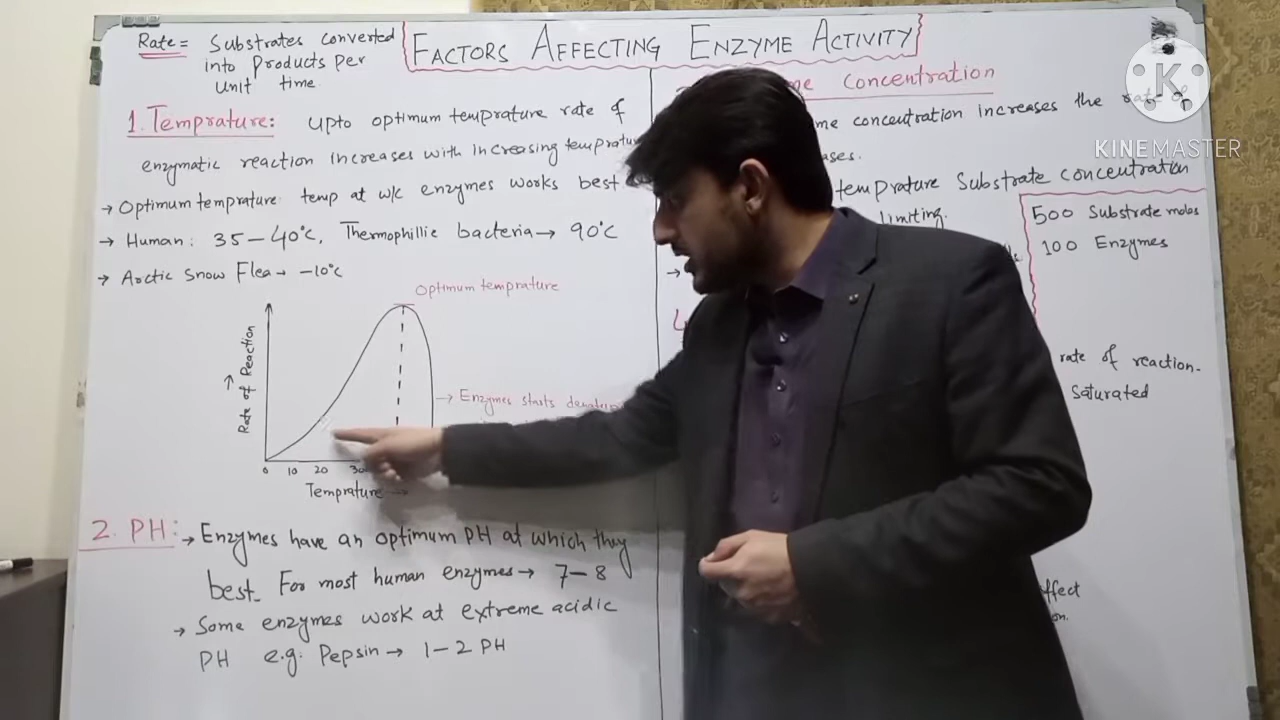 Rate = Substrates converted
into Products per
unit time
FACTORS AFFECTING ENZYME ACTIVITY
1. Temprature: Upto optimum temprature rate of
enzymatic reaction increases with increasing temprature
→ Optimum temprature: temp at w/c enzymes works best
→ Human: 35-40°C, Thermophillic bacteria → 90°C
→ Arctic Snow Flea → -10°C
Optimum temprature
Rate of Reaction →
→ Enzymes starts
0 10 20 30
Temprature →
2. PH: → Enzymes have an optimum PH at which they
best. For most human enzymes → 7-8
→ Some enzymes work at extreme acidic
PH e.g: Pepsin → 1-2 PH
concentration
concentration increases the rate of
temprature Substrate concentration
limiting.
500 Substrate moles
100 Enzymes
→
rate of reaction.
Saturated
K
KINEMASTER